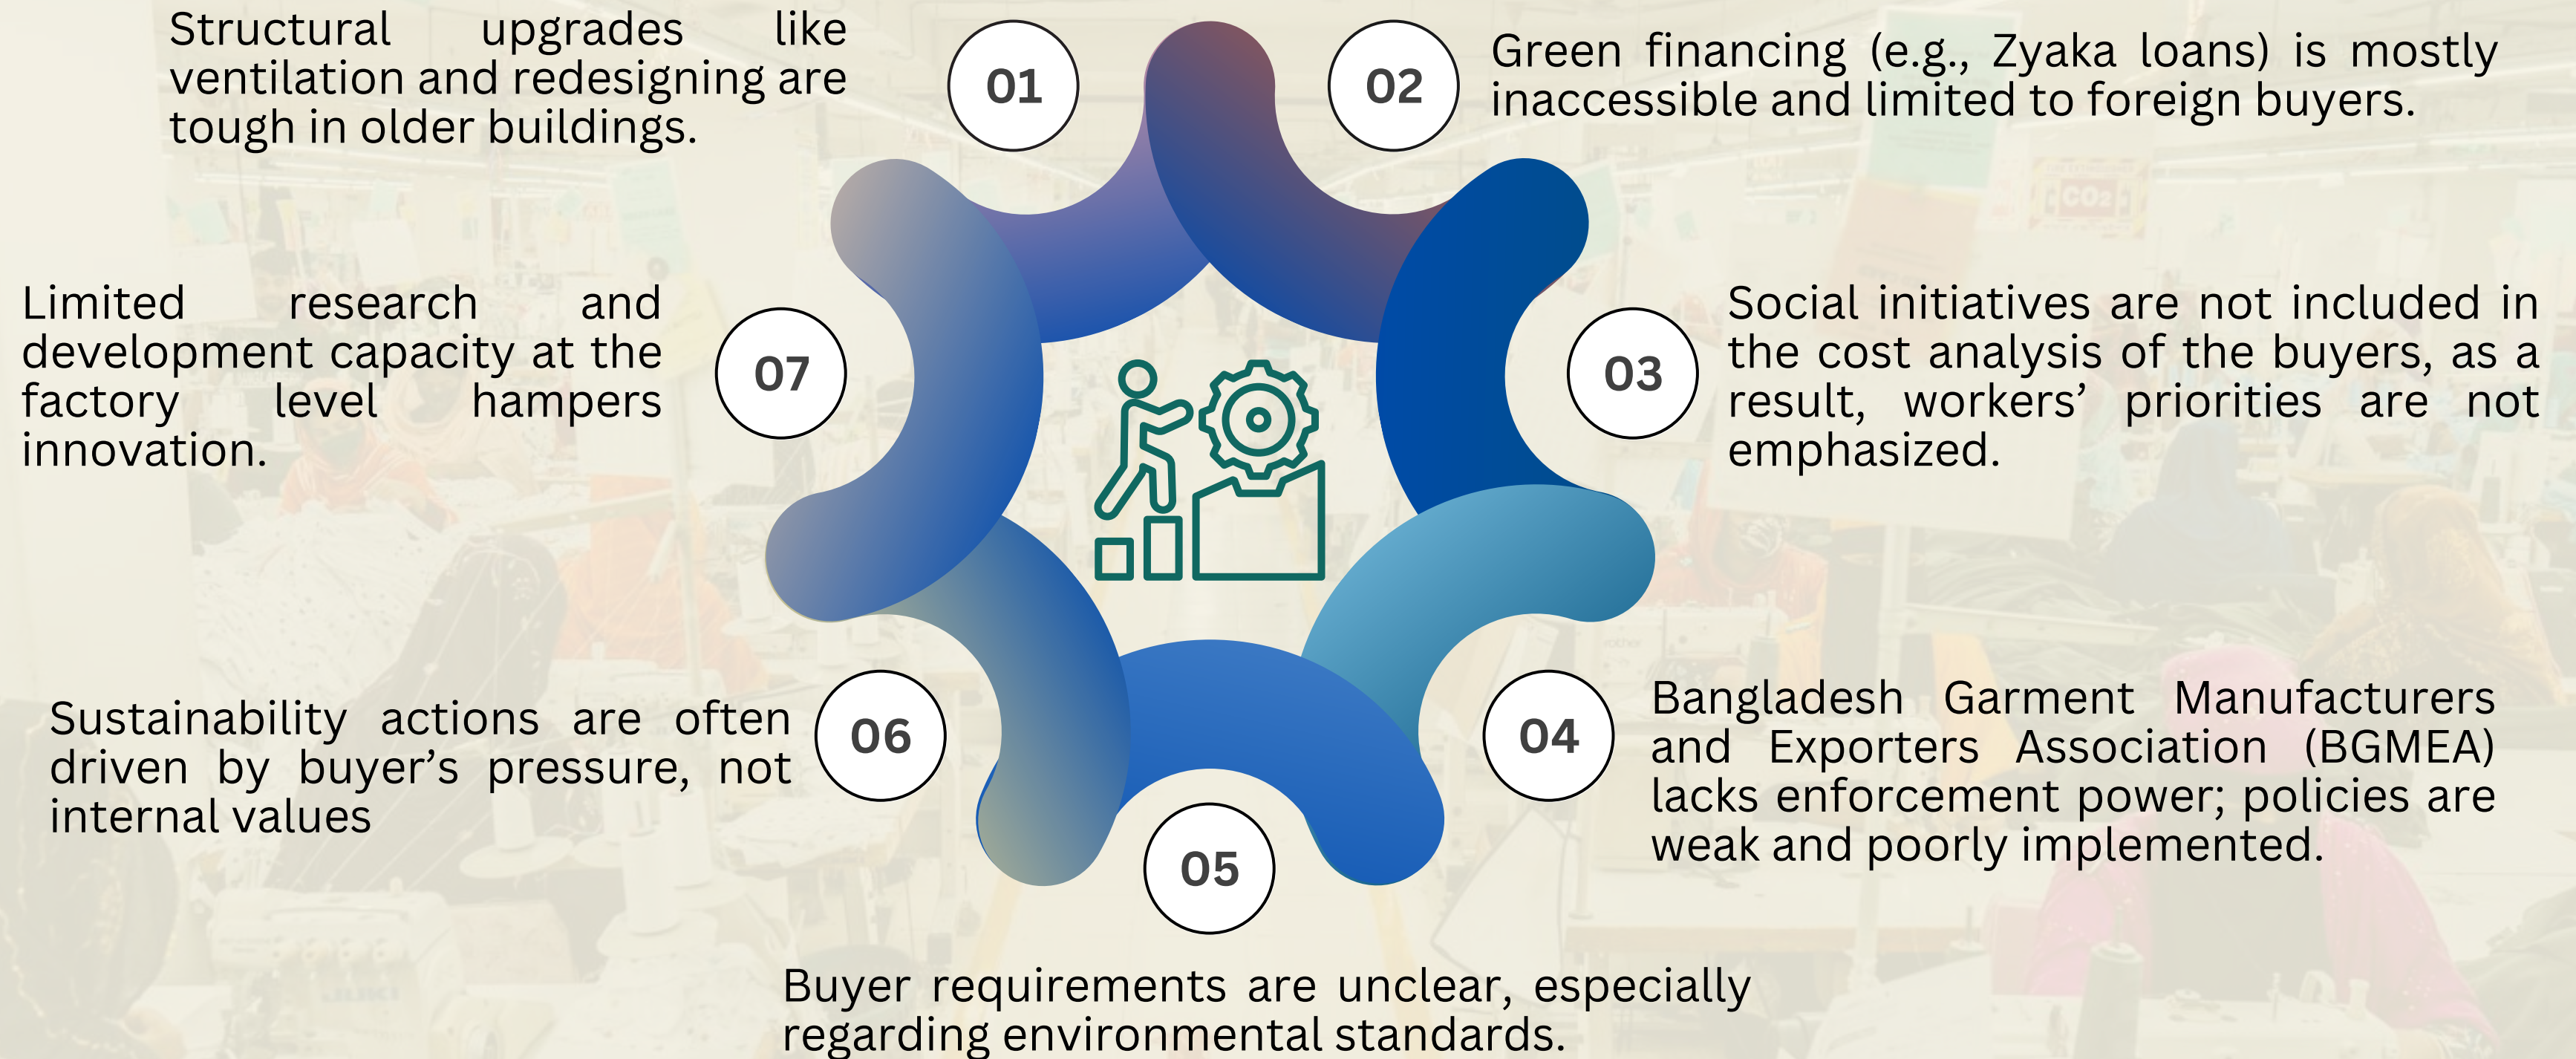 01
Structural upgrades like
ventilation and redesigning are
tough in older buildings.
02
Green financing (e.g., Zyaka loans) is mostly
inaccessible and limited to foreign buyers.
03
Social initiatives are not included in
the cost analysis of the buyers, as a
result, workers’ priorities are not
emphasized.
04
Bangladesh Garment Manufacturers
and Exporters Association (BGMEA)
lacks enforcement power; policies are
weak and poorly implemented.
05
Buyer requirements are unclear, especially
regarding environmental standards.
06
Sustainability actions are often
driven by buyer’s pressure, not
internal values
07
Limited research and
development capacity at the
factory level hampers
innovation.
CO2
brother
JUKI